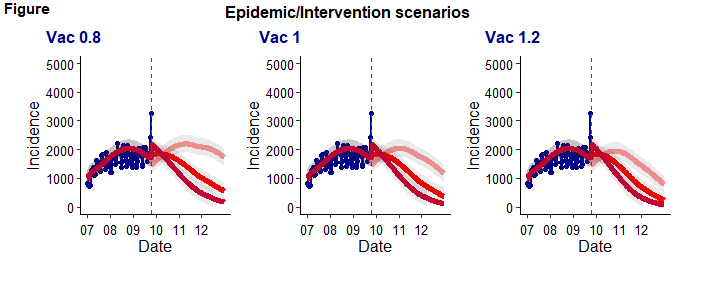 Figure
Epidemic/Intervention scenarios
Vac 0.8
Vac 1
Vac 1.2
Incidence
5000
4000
3000
2000
1000
0
07 08 09 10 11 12
Date
Incidence
5000
4000
3000
2000
1000
0
07 08 09 10 11 12
Date
Incidence
5000
4000
3000
2000
1000
0
07 08 09 10 11 12
Date